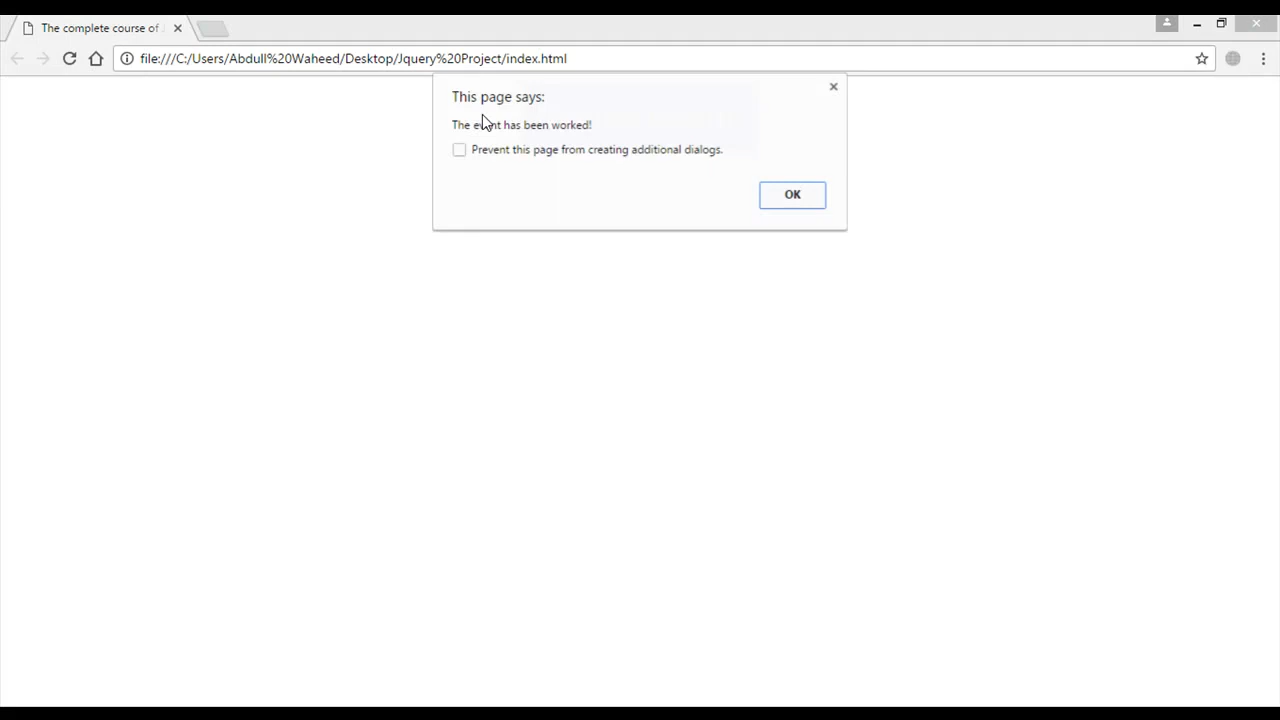 The complete course of
file:///C:/Users/Abdull%20Waheed/Desktop/Jquery%20Project/index.html
This page says:
The event has been worked!
Prevent this page from creating additional dialogs.
OK